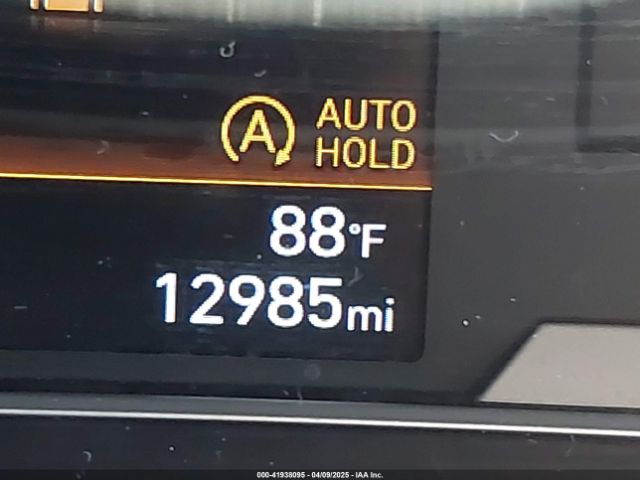 A AUTO
HOLD
88°F
12985mi
000-41938095 - 04/09/2025 - IAA Inc.